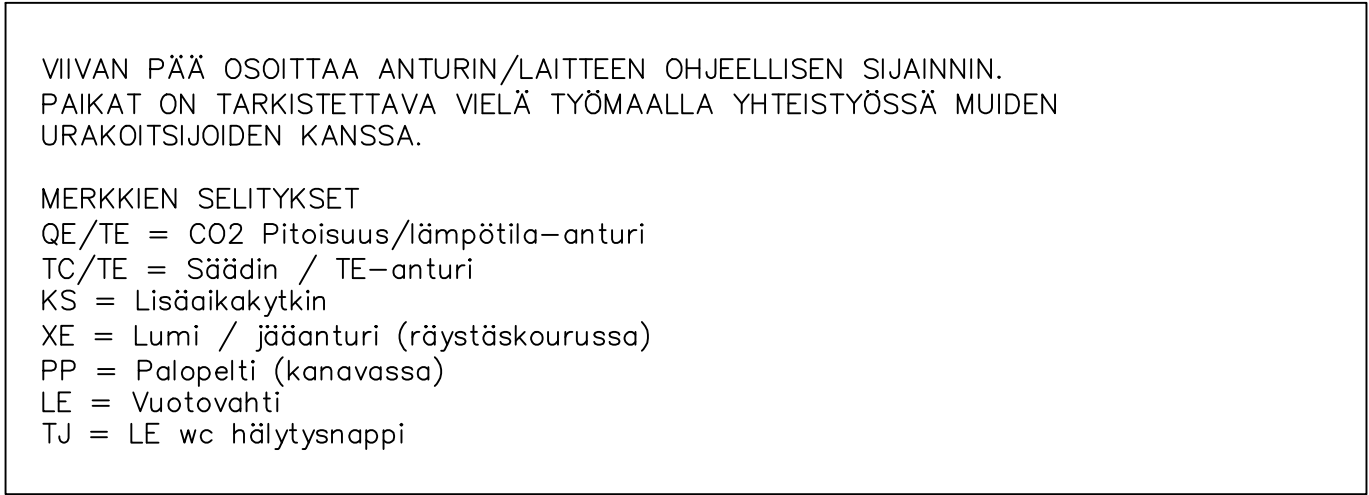 VIIVAN PÄÄ OSOITTAA ANTURIN/LAITTEEN OHJEELLISEN SIJAINNIN.
PAIKAT ON TARKISTETTAVA VIELÄ TYÖMAALLA YHTEISTYÖSSÄ MUIDEN
URAKOITSIJOIDEN KANSSA.
MERKKIEN SELITYKSET
QE/TE = CO2 Pitoisuus/lämpötila-anturi
TC/TE = Säädin / TE-anturi
KS = Lisäaikakytkin
XE = Lumi / jääanturi (räystäskourussa)
PP = Palopelti (kanavassa)
LE = Vuotovahti
TJ = LE wc hälytysnappi